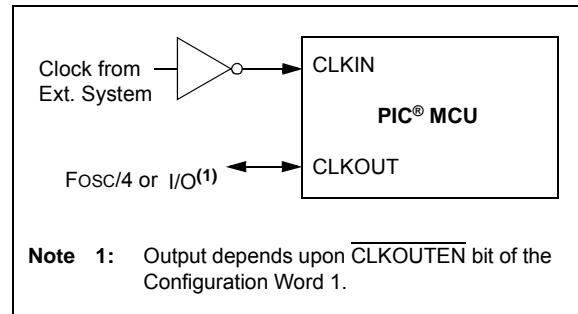 Clock from
Ext. System
CLKIN
PIC® MCU
FOSC/4 or I/O(1)
CLKOUT
Note 1: Output depends upon CLKOUTEN bit of the
Configuration Word 1.